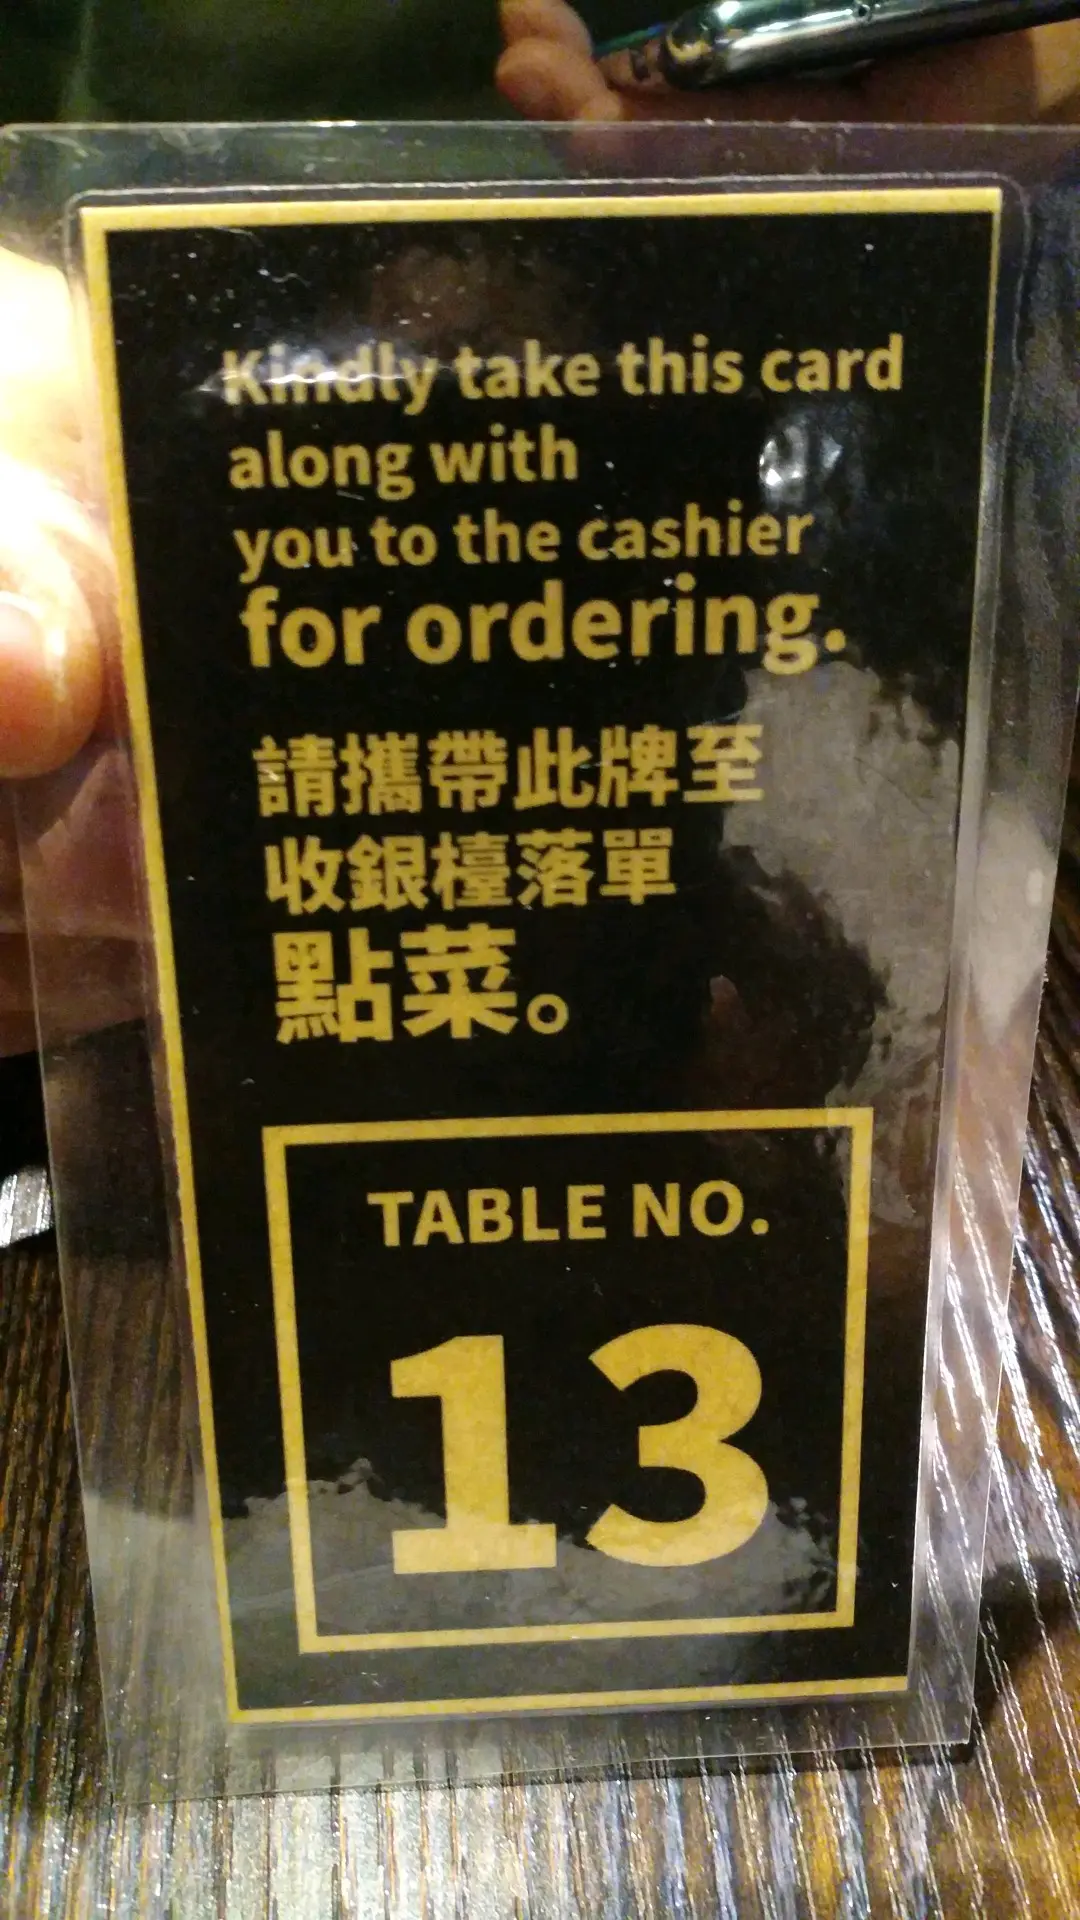 Kindly take this card
along with
you to the cashier
for ordering.
請攜帶此牌至
收銀檯落單
點菜。
TABLE NO.
13